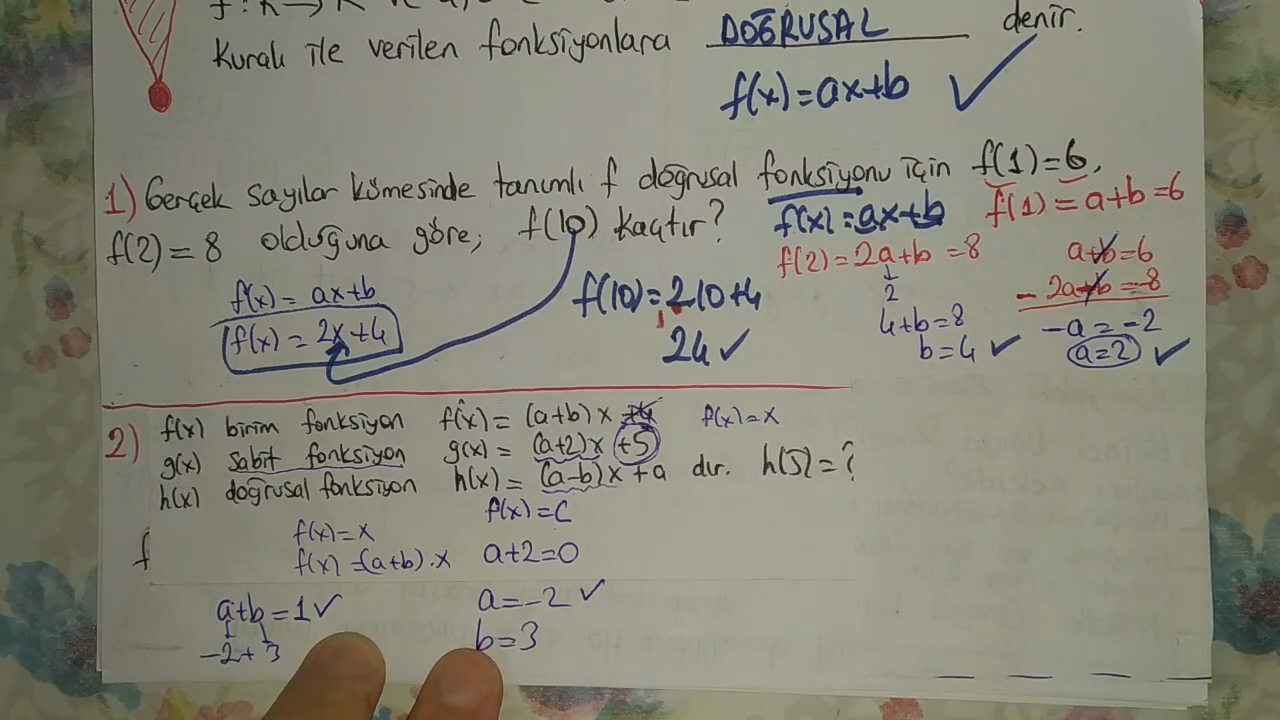 Kuralı ile verilen fonksiyonlara DOĞRUSAL denir.
f(x)=ax+b ✓
1) Gerçek sayılar kümesinde tanımlı f doğrusal fonksiyonu için f(1)=6,
f(2)=8 olduğuna göre, f(10) kaçtır?
f(x)=ax+b
f(1)=a+b=6
f(2)=2a+b=8
2
4+b=8
b=4 ✓
a+b=6
- 2a+b=-8
-a=-2
a=2 ✓
f(x)=ax+b
f(x)=2x+4
f(10)=2.10+4
24 ✓
2) f(x) birim fonksiyon f(x)=(a+b)x f(x)=x
g(x) sabit fonksiyon g(x)=(a+2)x+5
h(x) doğrusal fonksiyon h(x)=(a-b)x+a dır. h(5)=?
f(x)=x
f(x)=(a+b).x
f(x)=c
a+2=0
a=-2 ✓
b=3
f
a+b=1 ✓
-2+3